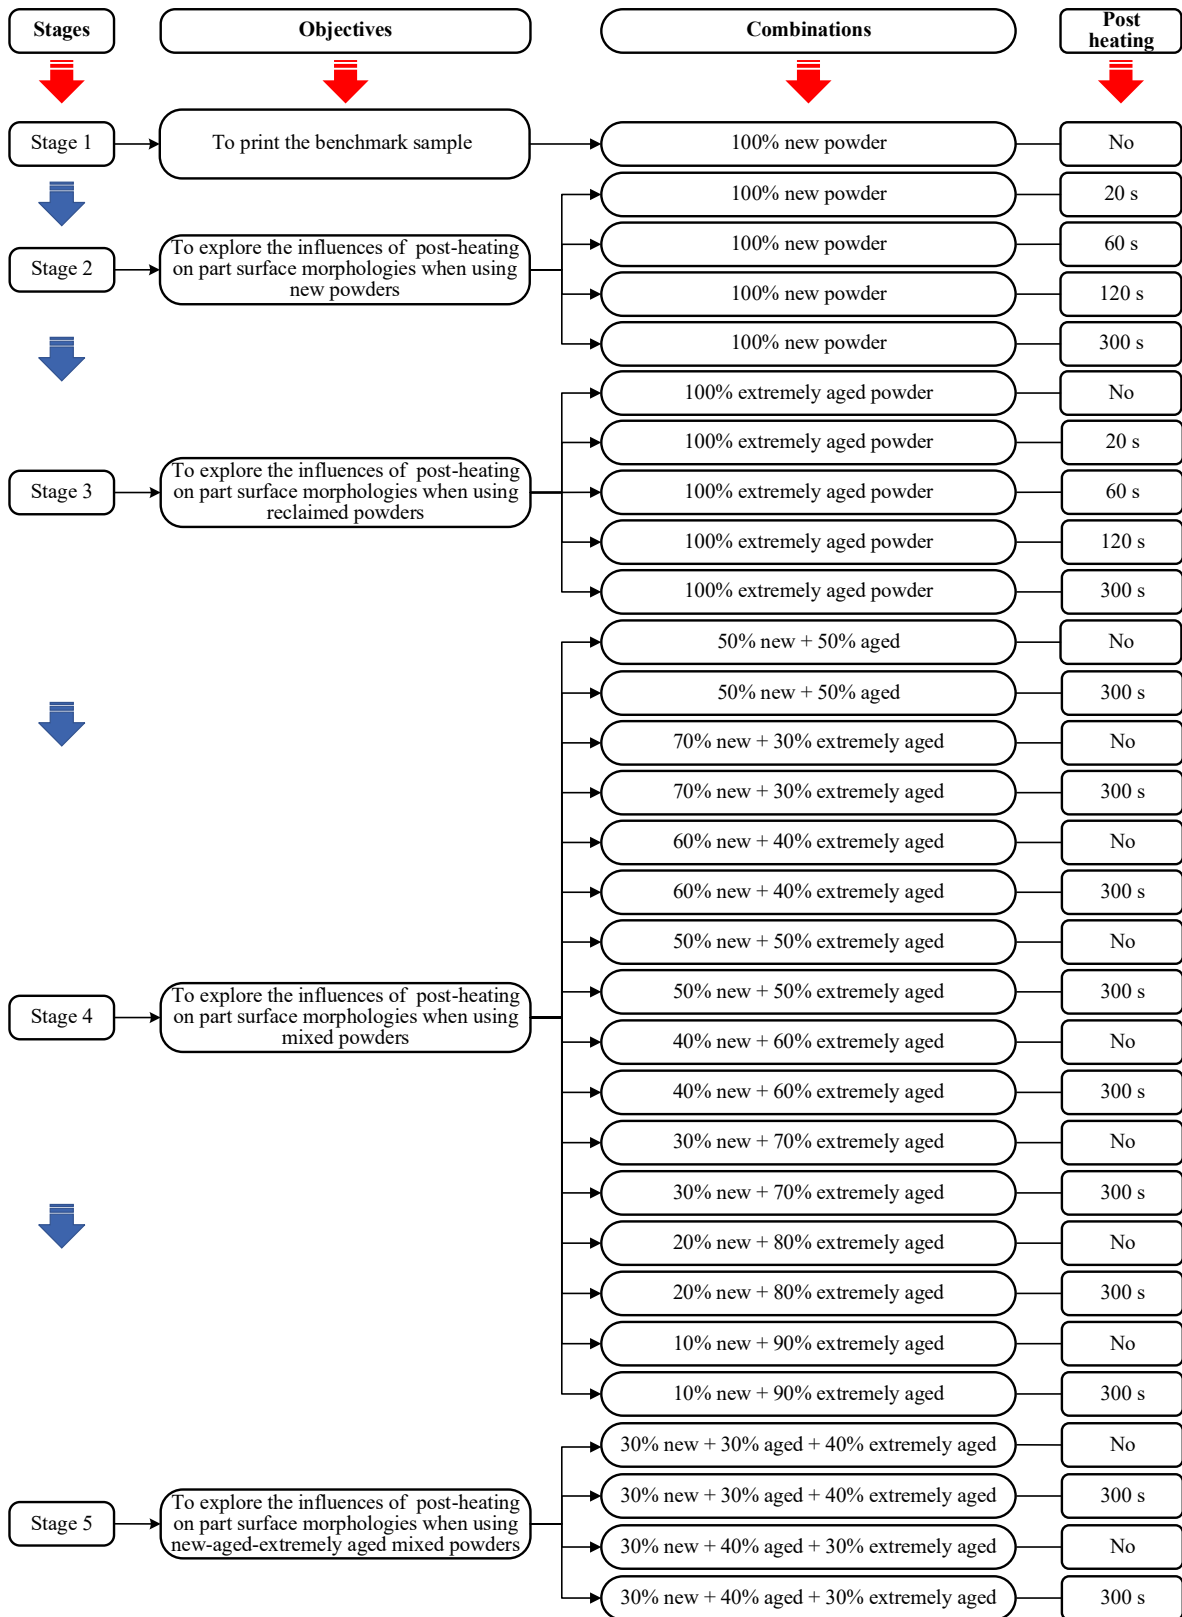 Stages
Objectives
Combinations
Post
heating
Stage 1
To print the benchmark sample
100% new powder
No
100% new powder
20 s
Stage 2
To explore the influences of post-heating
on part surface morphologies when using
new powders
100% new powder
60 s
100% new powder
120 s
100% new powder
300 s
100% extremely aged powder
No
100% extremely aged powder
20 s
Stage 3
To explore the influences of post-heating
on part surface morphologies when using
reclaimed powders
100% extremely aged powder
60 s
100% extremely aged powder
120 s
100% extremely aged powder
300 s
50% new + 50% aged
No
50% new + 50% aged
300 s
70% new + 30% extremely aged
No
70% new + 30% extremely aged
300 s
60% new + 40% extremely aged
No
60% new + 40% extremely aged
300 s
50% new + 50% extremely aged
No
50% new + 50% extremely aged
300 s
Stage 4
To explore the influences of post-heating
on part surface morphologies when using
mixed powders
40% new + 60% extremely aged
No
40% new + 60% extremely aged
300 s
30% new + 70% extremely aged
No
30% new + 70% extremely aged
300 s
20% new + 80% extremely aged
No
20% new + 80% extremely aged
300 s
10% new + 90% extremely aged
No
10% new + 90% extremely aged
300 s
30% new + 30% aged + 40% extremely aged
No
30% new + 30% aged + 40% extremely aged
300 s
Stage 5
To explore the influences of post-heating
on part surface morphologies when using
new-aged-extremely aged mixed powders
30% new + 40% aged + 30% extremely aged
No
30% new + 40% aged + 30% extremely aged
300 s